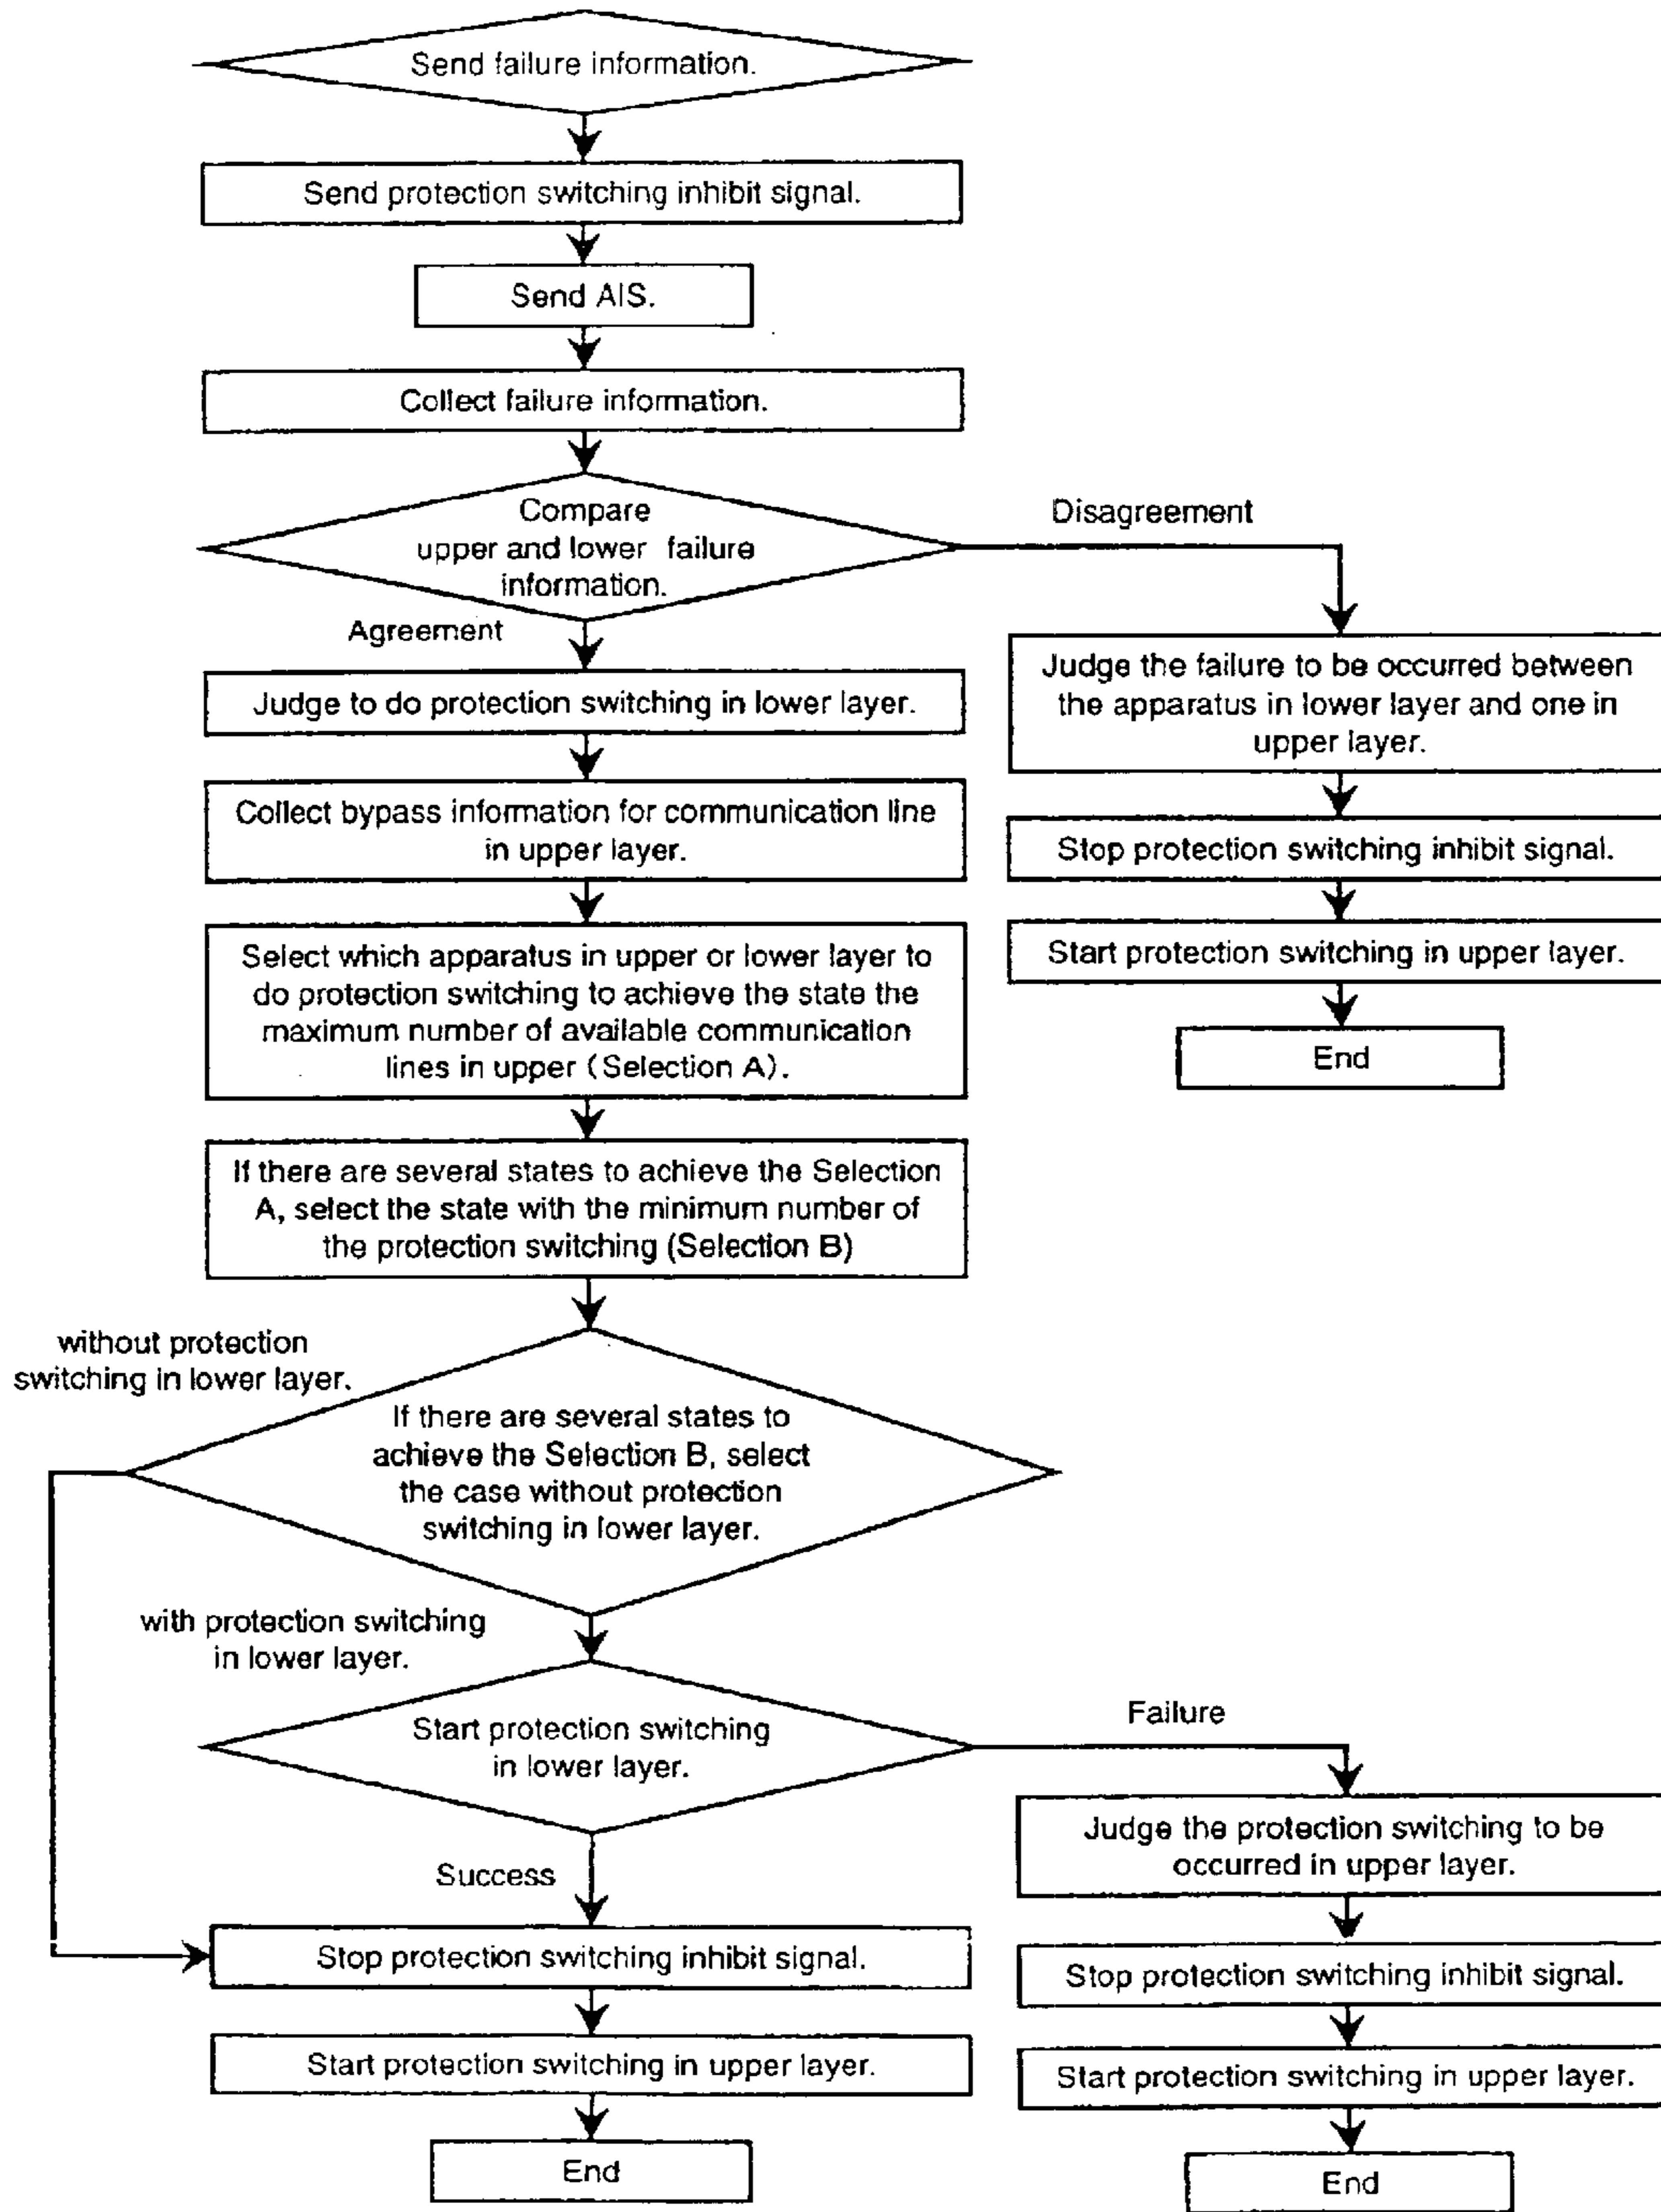 Send failure information.
Send protection switching inhibit signal.
Send AIS.
Collect failure information.
Compare
upper and lower failure
information.
Disagreement
Agreement
Judge the failure to be occurred between
the apparatus in lower layer and one in
upper layer.
Judge to do protection switching in lower layer.
Collect bypass information for communication line
in upper layer.
Stop protection switching inhibit signal.
Select which apparatus in upper or lower layer to
do protection switching to achieve the state the
maximum number of available communication
lines in upper (Selection A).
Start protection switching in upper layer.
End
If there are several states to achieve the Selection
A, select the state with the minimum number of
the protection switching (Selection B)
without protection
switching in lower layer.
If there are several states to
achieve the Selection B, select
the case without protection
switching in lower layer.
with protection switching
in lower layer.
Start protection switching
in lower layer.
Failure
Success
Judge the protection switching to be
occurred in upper layer.
Stop protection switching inhibit signal.
Stop protection switching inhibit signal.
Start protection switching in upper layer.
Start protection switching in upper layer.
End
End